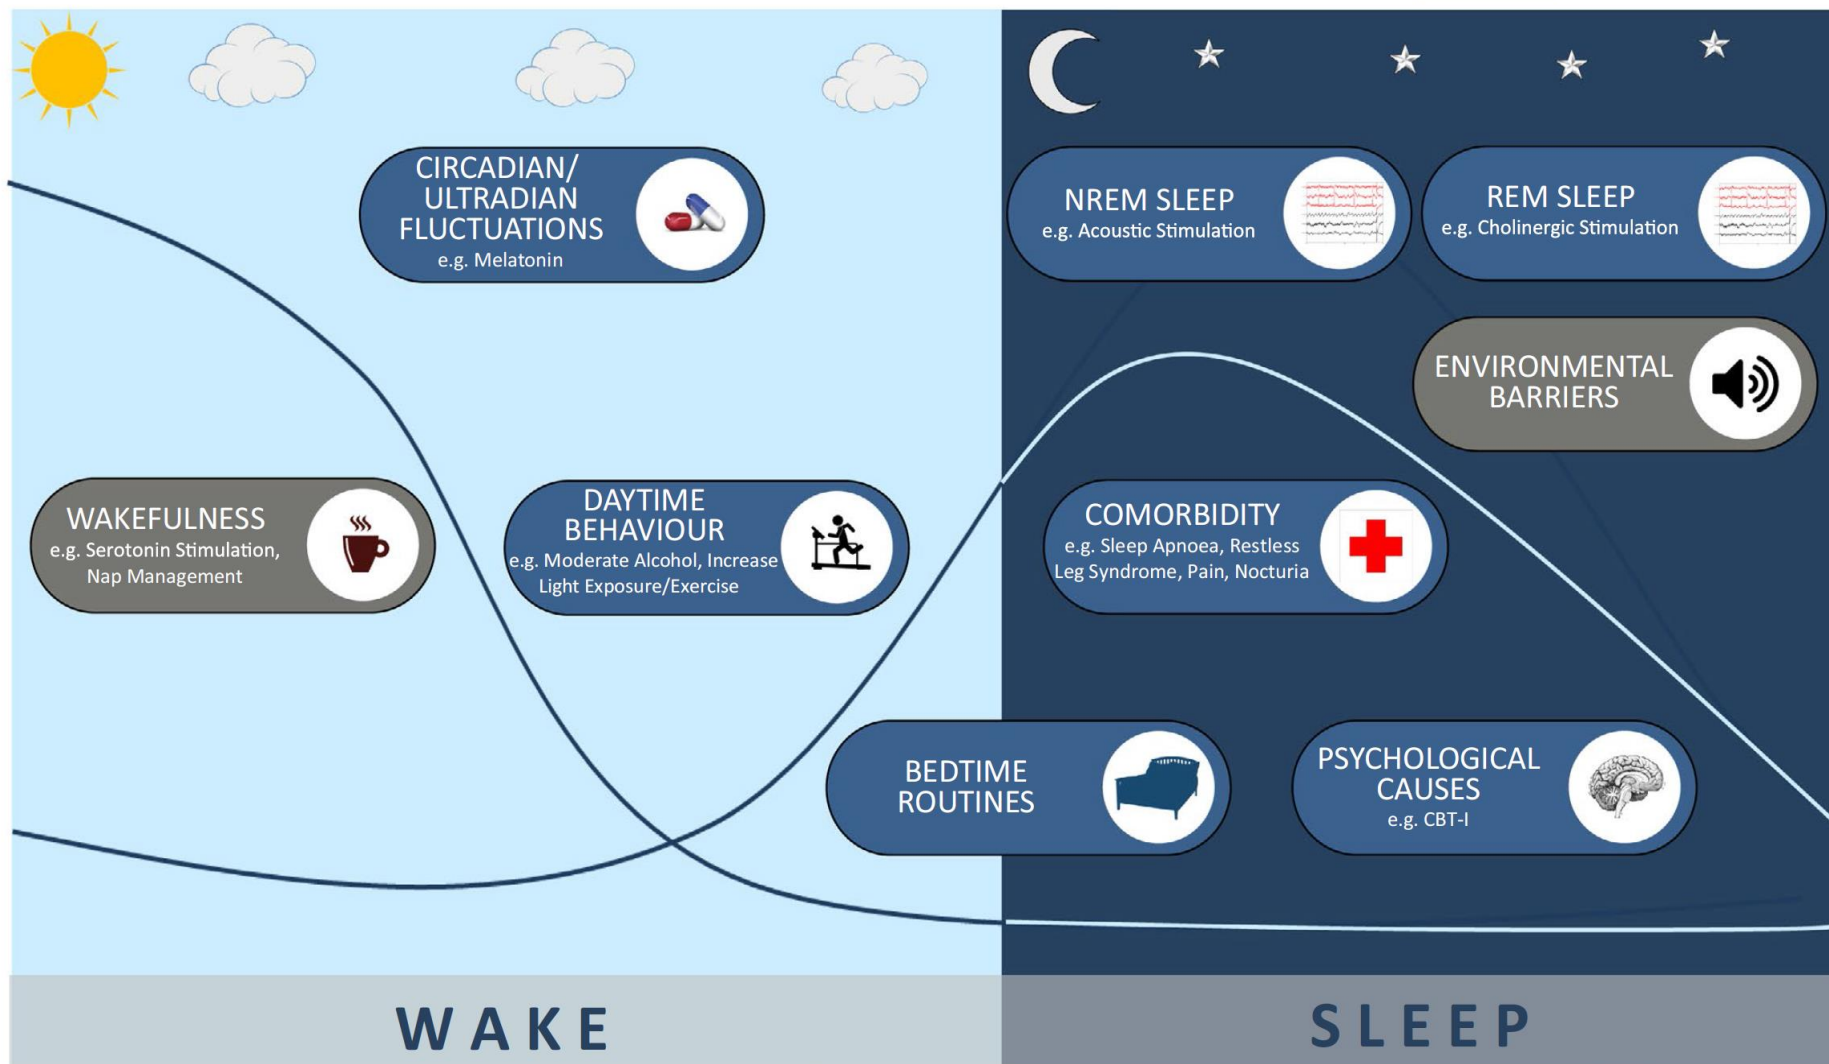 CIRCADIAN/
ULTRADIAN
FLUCTUATIONS
e.g. Melatonin
NREM SLEEP
e.g. Acoustic Stimulation
REM SLEEP
e.g. Cholinergic Stimulation
ENVIRONMENTAL
BARRIERS
WAKEFULNESS
e.g. Serotonin Stimulation,
Nap Management
DAYTIME
BEHAVIOUR
e.g. Moderate Alcohol, Increase
Light Exposure/Exercise
COMORBIDITY
e.g. Sleep Apnoea, Restless
Leg Syndrome, Pain, Nocturia
BEDTIME
ROUTINES
PSYCHOLOGICAL
CAUSES
e.g. CBT-I
WAKE
SLEEP